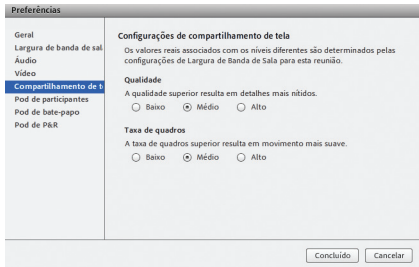 Preferências
Geral
Largura de banda de sal
Áudio
Vídeo
Compartilhamento de t
Pod de participantes
Pod de bate-papo
Pod de P&R
Configurações de compartilhamento de tela
Os valores reais associados com os níveis diferentes são determinados pelas
configurações de Largura de Banda de Sala para esta reunião.
Qualidade
A qualidade superior resulta em detalhes mais nítidos.
Baixo Médio Alto
Taxa de quadros
A taxa de quadros superior resulta em movimento mais suave.
Baixo Médio Alto
Concluído Cancelar